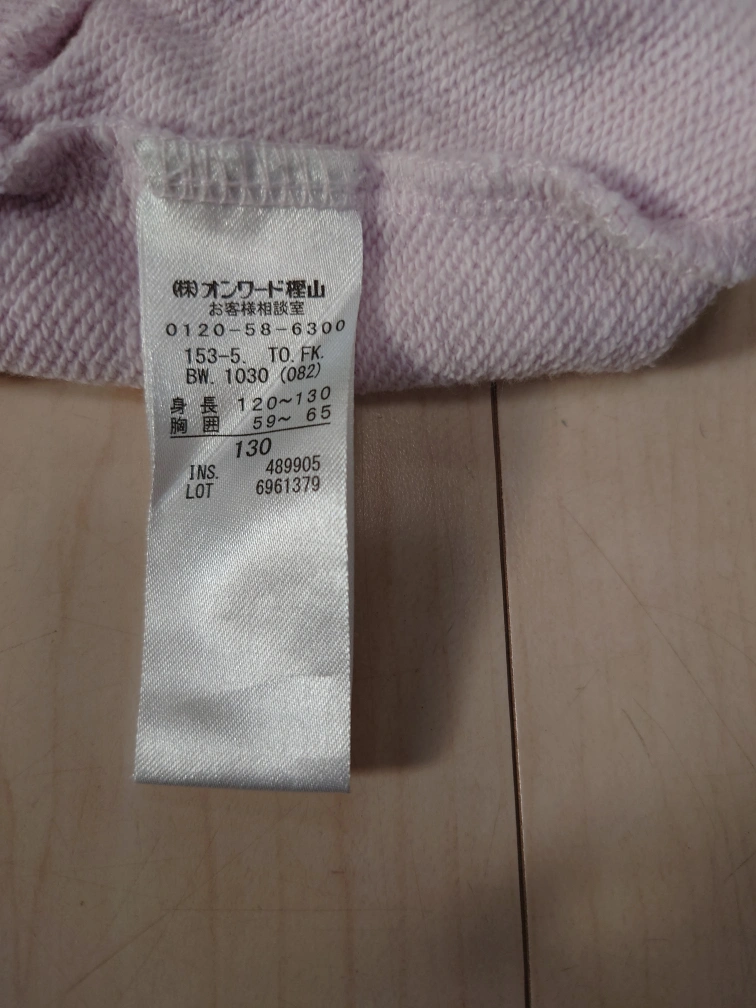 (株)オンワード樫山
お客様相談室
0120-58-6300
153-5. TO.FK.
BW. 1030 (082)
身長 120~130
胸囲 59~ 65
130
INS. 489905
LOT 6961379